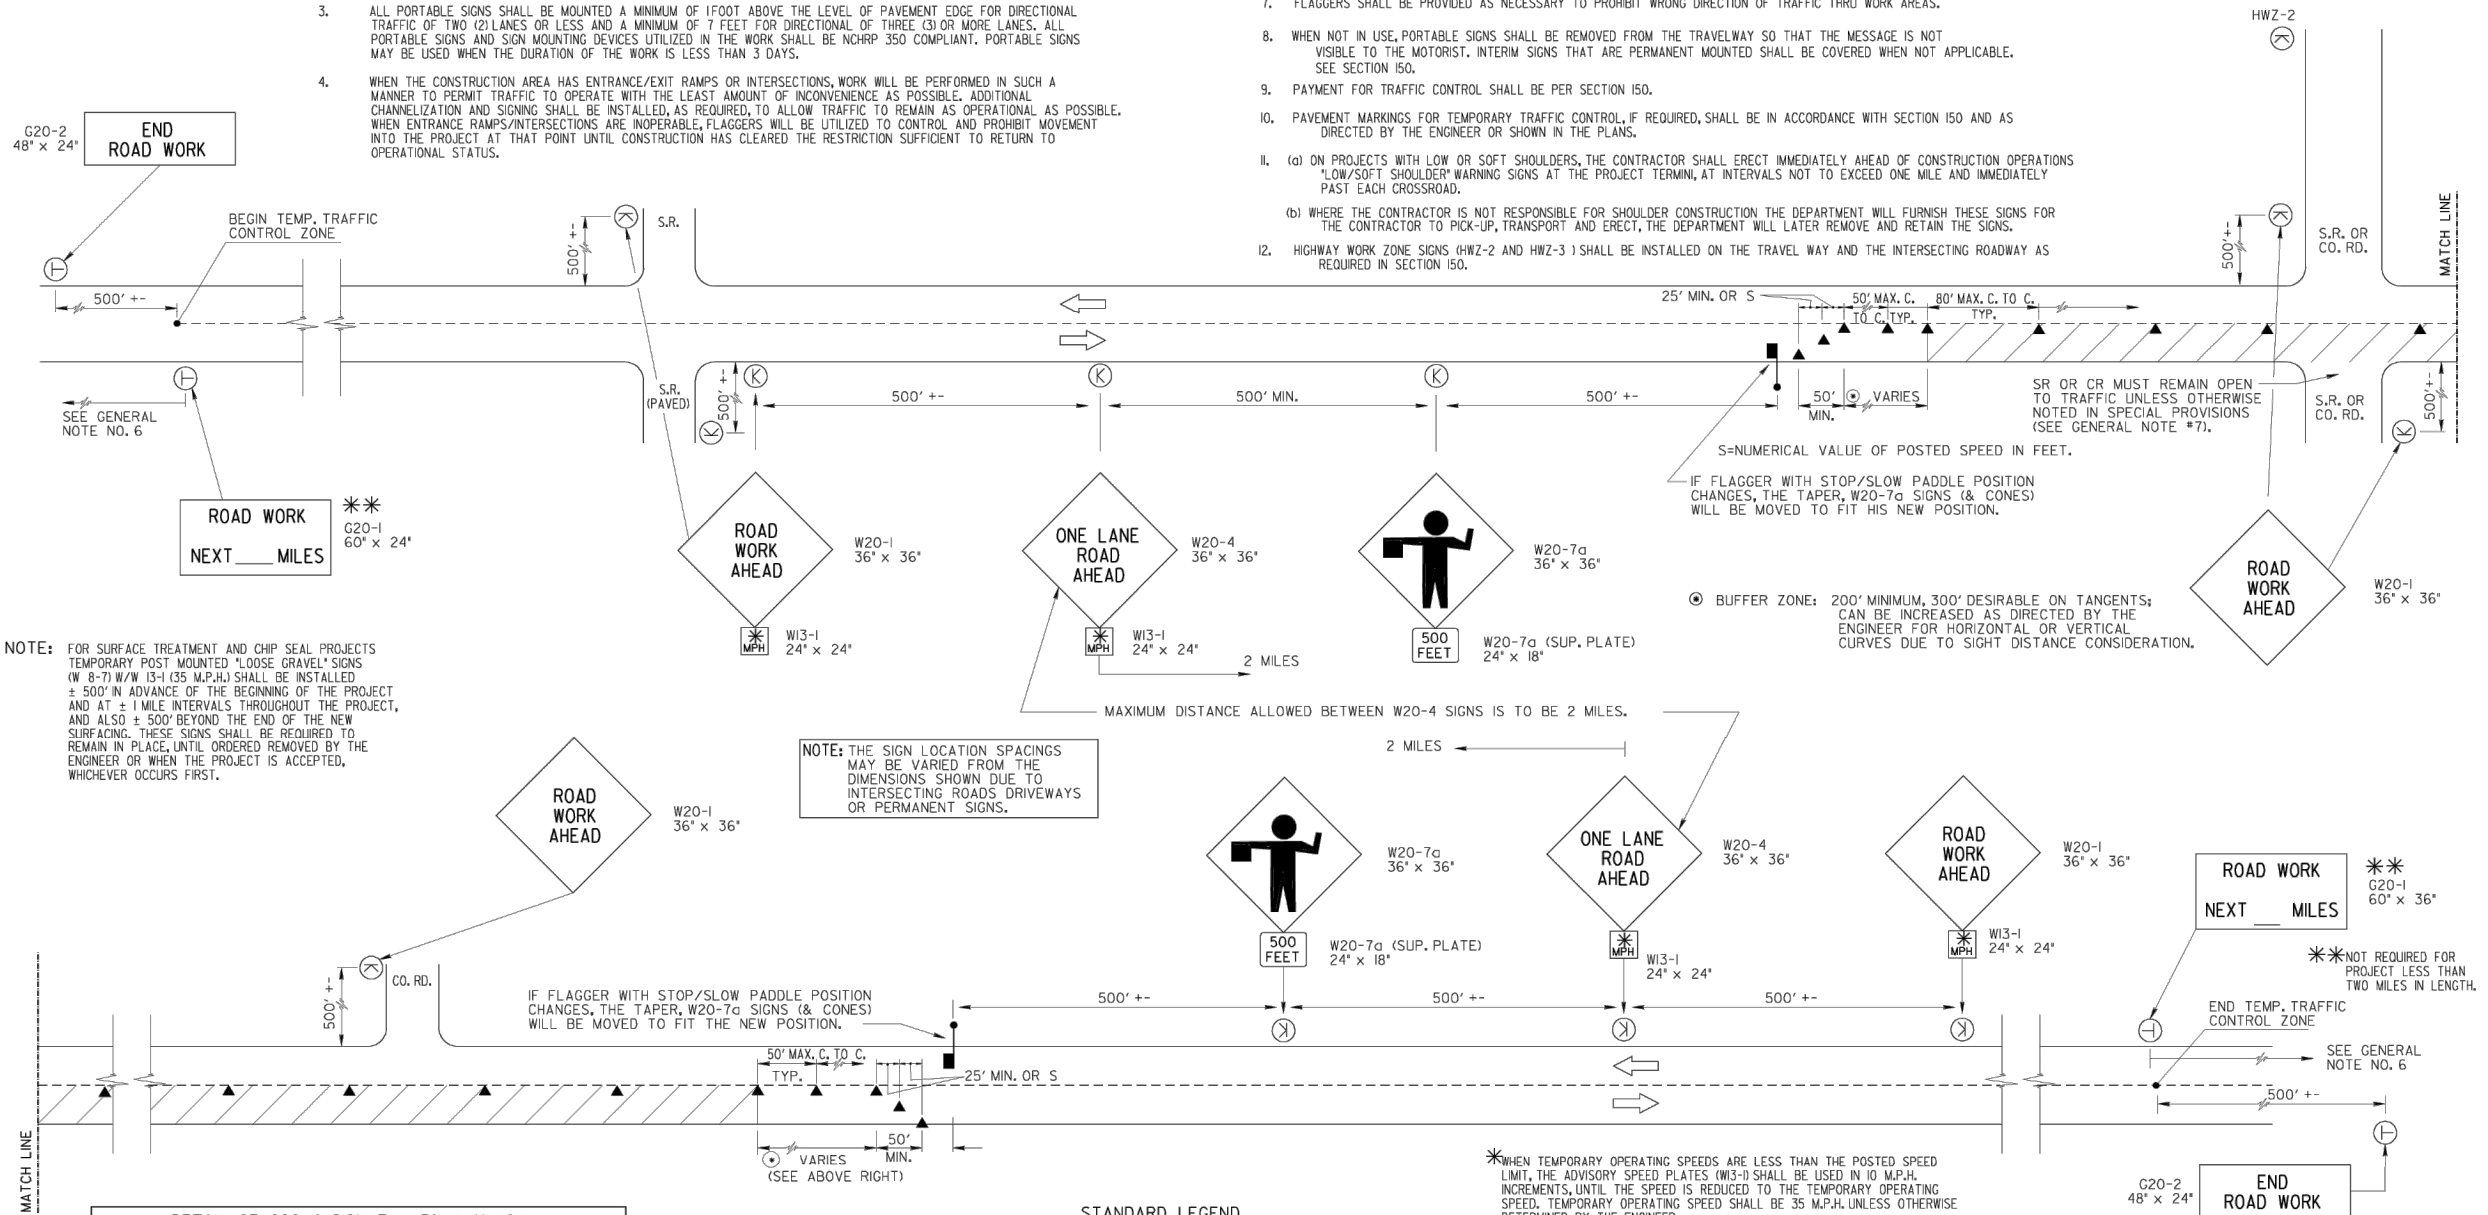 3. ALL PORTABLE SIGNS SHALL BE MOUNTED A MINIMUM OF 1FOOT ABOVE THE LEVEL OF PAVEMENT EDGE FOR DIRECTIONAL
TRAFFIC OF TWO (2) LANES OR LESS AND A MINIMUM OF 7 FEET FOR DIRECTIONAL OF THREE (3) OR MORE LANES. ALL
PORTABLE SIGNS AND SIGN MOUNTING DEVICES UTILIZED IN THE WORK SHALL BE NCHRP 350 COMPLIANT. PORTABLE SIGNS
MAY BE USED WHEN THE DURATION OF THE WORK IS LESS THAN 3 DAYS.
4. WHEN THE CONSTRUCTION AREA HAS ENTRANCE/EXIT RAMPS OR INTERSECTIONS, WORK WILL BE PERFORMED IN SUCH A
MANNER TO PERMIT TRAFFIC TO OPERATE WITH THE LEAST AMOUNT OF INCONVENIENCE AS POSSIBLE. ADDITIONAL
CHANNELIZATION AND SIGNING SHALL BE INSTALLED, AS REQUIRED, TO ALLOW TRAFFIC TO REMAIN AS OPERATIONAL AS POSSIBLE.
WHEN ENTRANCE RAMPS/INTERSECTIONS ARE INOPERABLE, FLAGGERS WILL BE UTILIZED TO CONTROL AND PROHIBIT MOVEMENT
INTO THE PROJECT AT THAT POINT UNTIL CONSTRUCTION HAS CLEARED THE RESTRICTION SUFFICIENT TO RETURN TO
OPERATIONAL STATUS.
7. FLAGGERS SHALL BE PROVIDED AS NECESSARY TO PROHIBIT WRONG DIRECTION OF TRAFFIC THRU WORK AREAS.
8. WHEN NOT IN USE, PORTABLE SIGNS SHALL BE REMOVED FROM THE TRAVELWAY SO THAT THE MESSAGE IS NOT
VISIBLE TO THE MOTORIST. INTERIM SIGNS THAT ARE PERMANENT MOUNTED SHALL BE COVERED WHEN NOT APPLICABLE.
SEE SECTION 150.
9. PAYMENT FOR TRAFFIC CONTROL SHALL BE PER SECTION 150.
10. PAVEMENT MARKINGS FOR TEMPORARY TRAFFIC CONTROL, IF REQUIRED, SHALL BE IN ACCORDANCE WITH SECTION 150 AND AS
DIRECTED BY THE ENGINEER OR SHOWN IN THE PLANS.
11. (a) ON PROJECTS WITH LOW OR SOFT SHOULDERS, THE CONTRACTOR SHALL ERECT IMMEDIATELY AHEAD OF CONSTRUCTION OPERATIONS
"LOW/SOFT SHOULDER" WARNING SIGNS AT THE PROJECT TERMINI, AT INTERVALS NOT TO EXCEED ONE MILE AND IMMEDIATELY
PAST EACH CROSSROAD.
(b) WHERE THE CONTRACTOR IS NOT RESPONSIBLE FOR SHOULDER CONSTRUCTION THE DEPARTMENT WILL FURNISH THESE SIGNS FOR
THE CONTRACTOR TO PICK-UP, TRANSPORT AND ERECT, THE DEPARTMENT WILL LATER REMOVE AND RETAIN THE SIGNS.
12. HIGHWAY WORK ZONE SIGNS (HWZ-2 AND HWZ-3 ) SHALL BE INSTALLED ON THE TRAVEL WAY AND THE INTERSECTING ROADWAY AS
REQUIRED IN SECTION 150.
HWZ-2
K
G20-2
48" x 24"
END
ROAD WORK
BEGIN TEMP. TRAFFIC
CONTROL ZONE
T
500' +-
500' +-
K
S.R.
25' MIN. OR S
50' MAX. C.
TO C. TYP.
80' MAX. C. TO C.
TYP.
500'+-
K
S.R. OR
CO. RD.
MATCH LINE
T
SEE GENERAL
NOTE NO. 6
S.R.
(PAVED)
500' +-
K
K
500' +-
K
500' MIN.
K
500' +-
50'
MIN.
VARIES
SR OR CR MUST REMAIN OPEN
TO TRAFFIC UNLESS OTHERWISE
NOTED IN SPECIAL PROVISIONS
(SEE GENERAL NOTE #7).
S.R. OR
CO. RD.
500'+-
K
S=NUMERICAL VALUE OF POSTED SPEED IN FEET.
IF FLAGGER WITH STOP/SLOW PADDLE POSITION
CHANGES, THE TAPER, W20-7a SIGNS (& CONES)
WILL BE MOVED TO FIT HIS NEW POSITION.
ROAD WORK
NEXT ____ MILES
**
G20-1
60" x 24"
ROAD
WORK
AHEAD
W20-1
36" x 36"
*
MPH
W13-1
24" x 24"
ONE LANE
ROAD
AHEAD
W20-4
36" x 36"
*
MPH
W13-1
24" x 24"
2 MILES
W20-7a
36" x 36"
500
FEET
W20-7a (SUP. PLATE)
24" x 18"
* BUFFER ZONE: 200' MINIMUM, 300' DESIRABLE ON TANGENTS;
CAN BE INCREASED AS DIRECTED BY THE
ENGINEER FOR HORIZONTAL OR VERTICAL
CURVES DUE TO SIGHT DISTANCE CONSIDERATION.
ROAD
WORK
AHEAD
W20-1
36" x 36"
NOTE: FOR SURFACE TREATMENT AND CHIP SEAL PROJECTS
TEMPORARY POST MOUNTED "LOOSE GRAVEL" SIGNS
(W 8-7) W/W 13-1 (35 M.P.H.) SHALL BE INSTALLED
± 500' IN ADVANCE OF THE BEGINNING OF THE PROJECT
AND AT ± 1 MILE INTERVALS THROUGHOUT THE PROJECT,
AND ALSO ± 500' BEYOND THE END OF THE NEW
SURFACING. THESE SIGNS SHALL BE REQUIRED TO
REMAIN IN PLACE, UNTIL ORDERED REMOVED BY THE
ENGINEER OR WHEN THE PROJECT IS ACCEPTED,
WHICHEVER OCCURS FIRST.
MAXIMUM DISTANCE ALLOWED BETWEEN W20-4 SIGNS IS TO BE 2 MILES.
NOTE: THE SIGN LOCATION SPACINGS
MAY BE VARIED FROM THE
DIMENSIONS SHOWN DUE TO
INTERSECTING ROADS DRIVEWAYS
OR PERMANENT SIGNS.
2 MILES
ROAD
WORK
AHEAD
W20-1
36" x 36"
W20-7a
36" x 36"
500
FEET
W20-7a (SUP. PLATE)
24" x 18"
ONE LANE
ROAD
AHEAD
W20-4
36" x 36"
*
MPH
W13-1
24" x 24"
ROAD
WORK
AHEAD
W20-1
36" x 36"
*
MPH
W13-1
24" x 24"
ROAD WORK
NEXT ___ MILES
**
G20-1
60" x 36"
**NOT REQUIRED FOR
PROJECT LESS THAN
TWO MILES IN LENGTH.
K
CO. RD.
500' +-
IF FLAGGER WITH STOP/SLOW PADDLE POSITION
CHANGES, THE TAPER, W20-7a SIGNS (& CONES)
WILL BE MOVED TO FIT THE NEW POSITION.
500' +-
500' +-
500' +-
K
K
K
T
END TEMP. TRAFFIC
CONTROL ZONE
SEE GENERAL
NOTE NO. 6
50' MAX. C. TO C.
TYP.
25' MIN. OR S
500' +-
T
MATCH LINE
* VARIES
(SEE ABOVE RIGHT)
50'
MIN.
*WHEN TEMPORARY OPERATING SPEEDS ARE LESS THAN THE POSTED SPEED
LIMIT, THE ADVISORY SPEED PLATES (W13-1) SHALL BE USED IN 10 M.P.H.
INCREMENTS, UNTIL THE SPEED IS REDUCED TO THE TEMPORARY OPERATING
SPEED. TEMPORARY OPERATING SPEED SHALL BE 35 M.P.H. UNLESS OTHERWISE
DETERMINED BY THE ENGINEER
G20-2
48" x 24"
END
ROAD WORK
STANDARD LEGEND